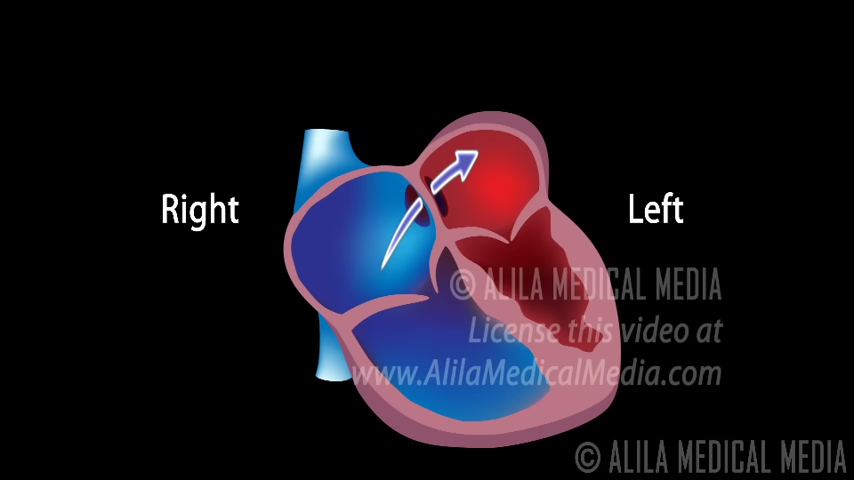 Right
Left
© ALILA MEDICAL MEDIA
License this video at
www.AlilaMedicalMedia.com
© ALILA MEDICAL MEDIA